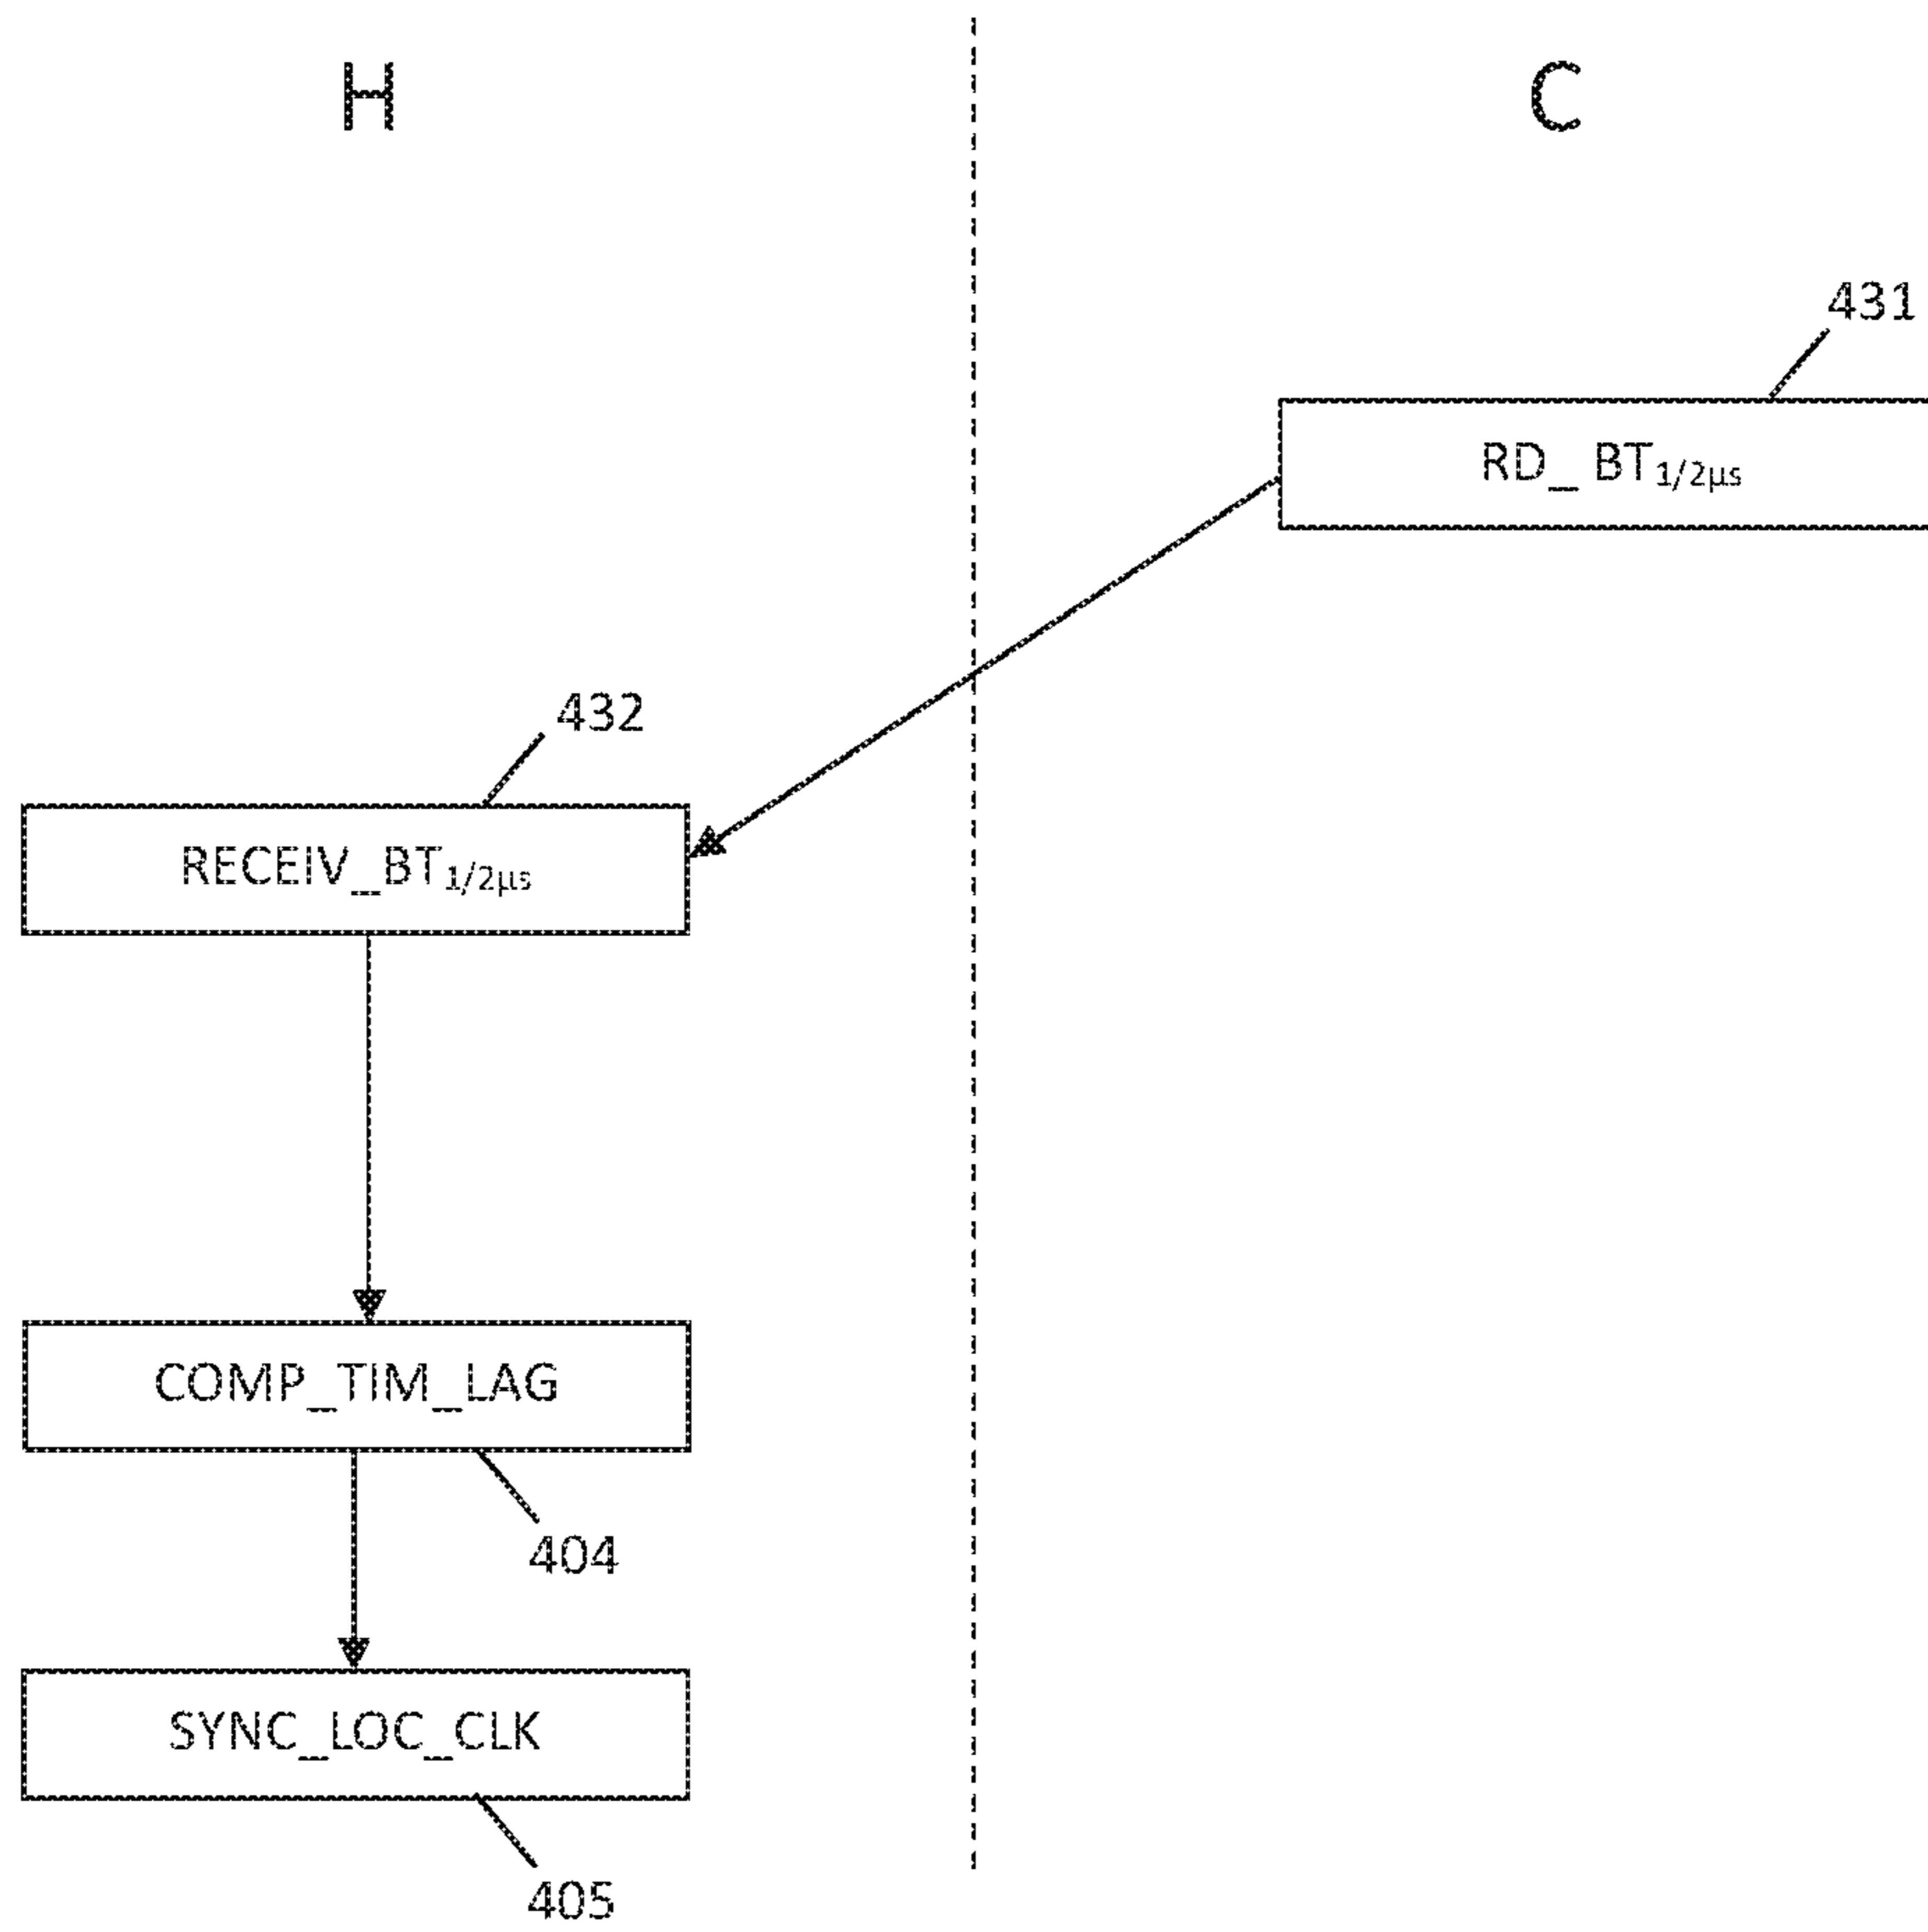 H
C
431
RD_ BT1/2µs
432
RECEIV_BT1/2µs
COMP_TIM_LAG
404
SYNC_LOC_CLK
405